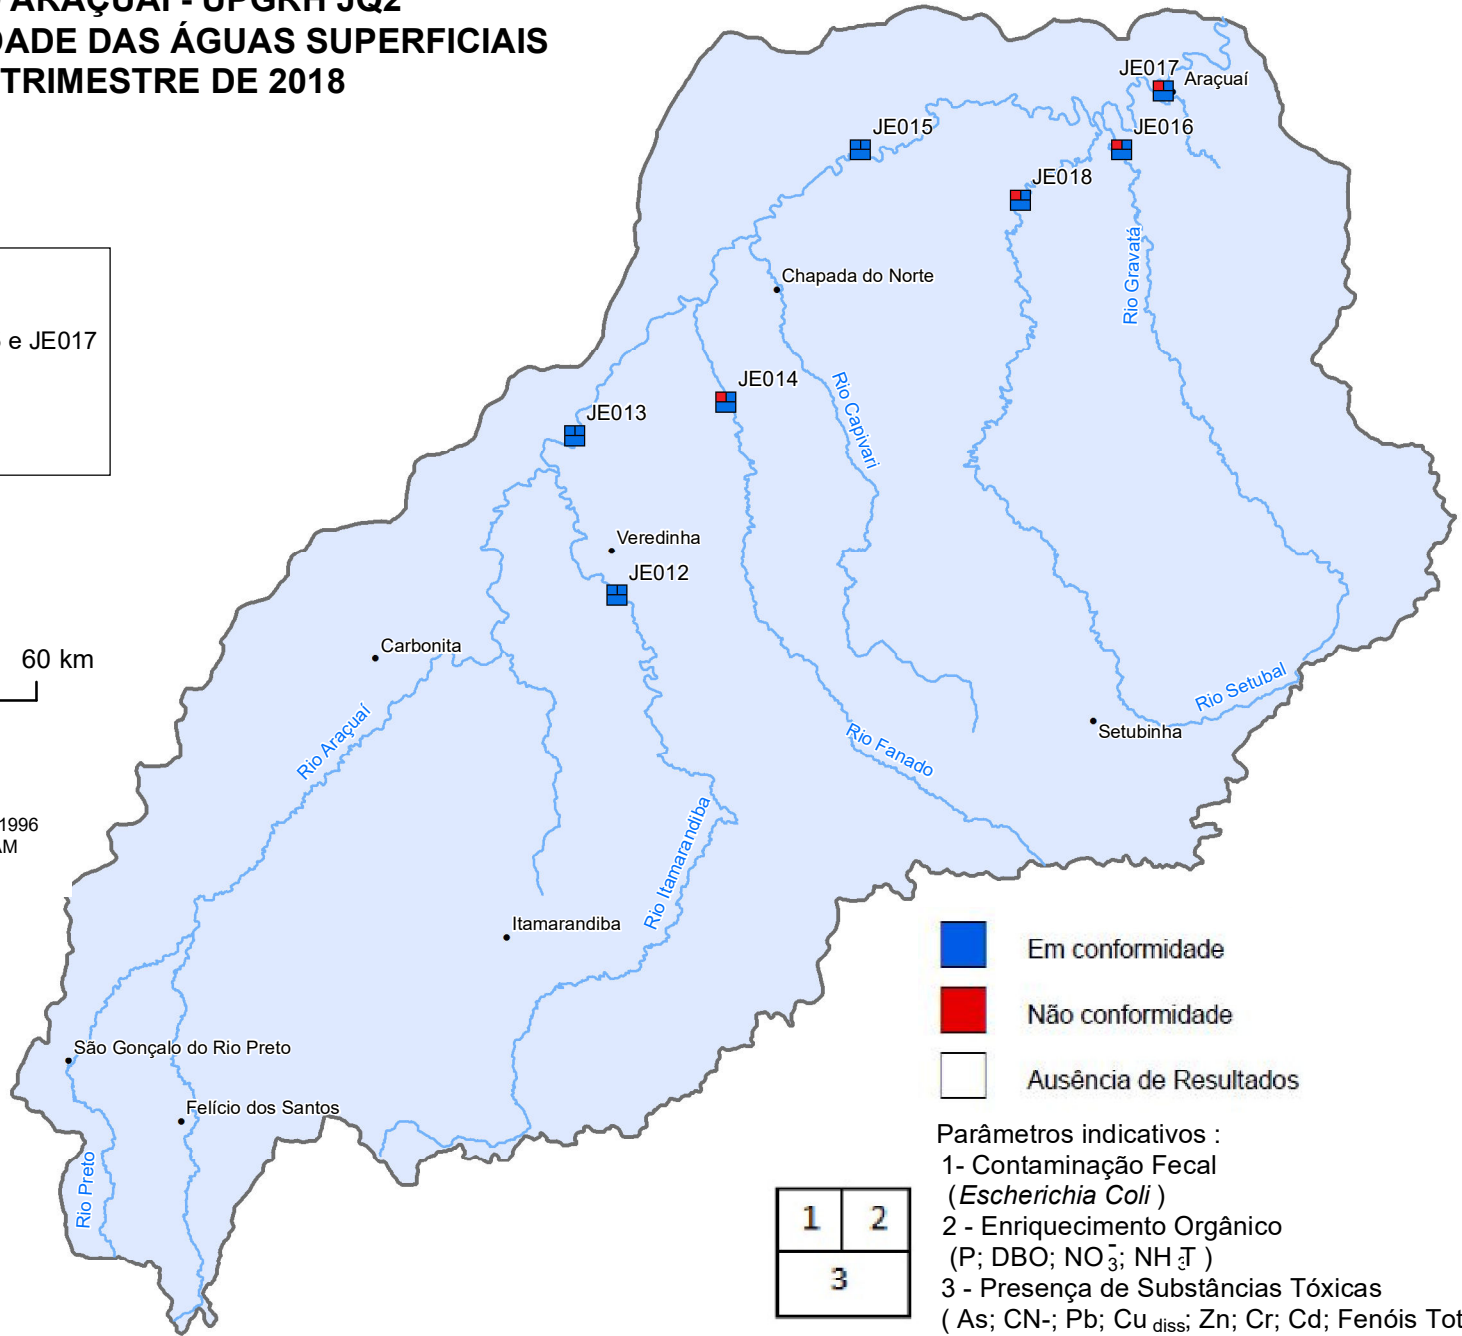 ARAÇUAÍ - UPGRH JQ2
DADE DAS ÁGUAS SUPERFICIAIS
TRIMESTRE DE 2018
JE017
Araçuaí
JE015
JE016
JE018
Rio Gravatá
Chapada do Norte
e JE017
JE014
Rio Capivari
JE013
Veredinha
JE012
Carbonita
60 km
Rio Setubal
Setubinha
Rio Araçuaí
Rio Fanado
1996
AM
Rio Itamarandiba
Itamarandiba
Em conformidade
Não conformidade
São Gonçalo do Rio Preto
Ausência de Resultados
Felício dos Santos
Rio Preto
Parâmetros indicativos :
1- Contaminação Fecal
(Escherichia Coli )
1 2
2 - Enriquecimento Orgânico
(P; DBO; NO₃⁻; NH₃T )
3
3 - Presença de Substâncias Tóxicas
( As; CN-; Pb; Cu diss; Zn; Cr; Cd; Fenóis Tot